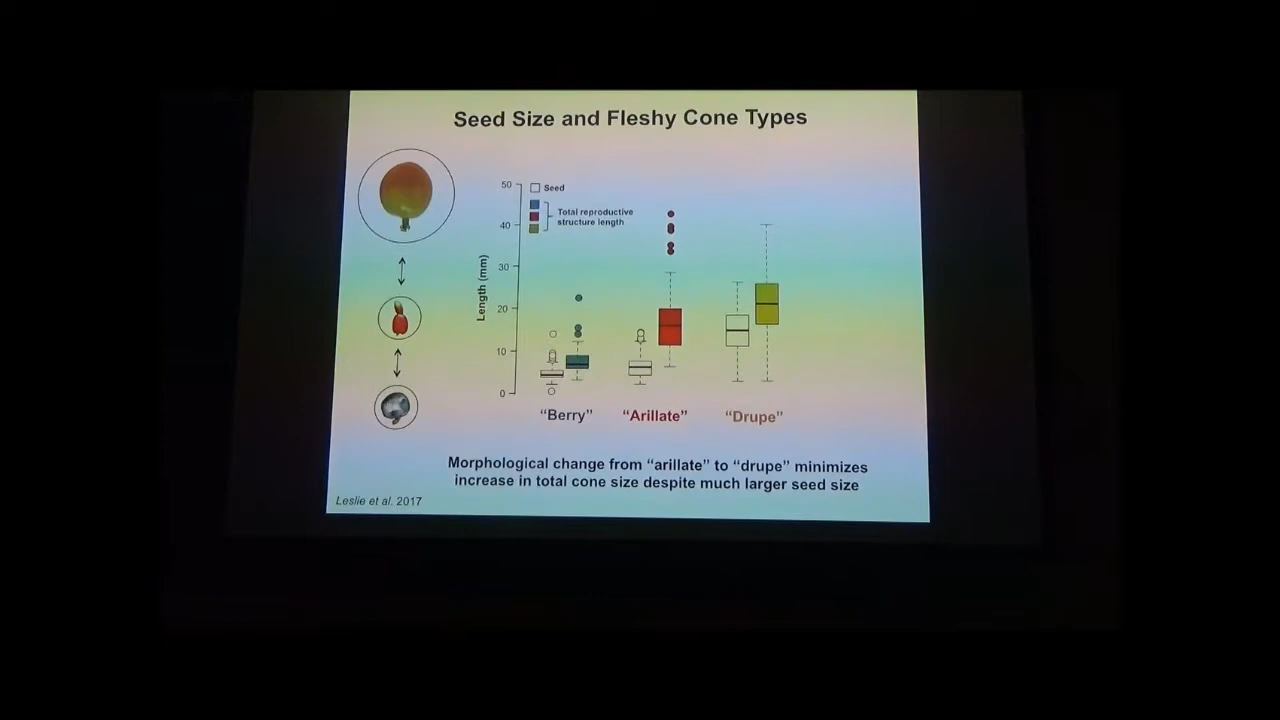 Seed Size and Fleshy Cone Types
50
40
30
20
10
0
Length (mm)
Seed
Total reproductive
structure length
“Berry”
“Arillate”
“Drupe”
Morphological change from “arillate” to “drupe” minimizes
increase in total cone size despite much larger seed size
Leslie et al. 2017